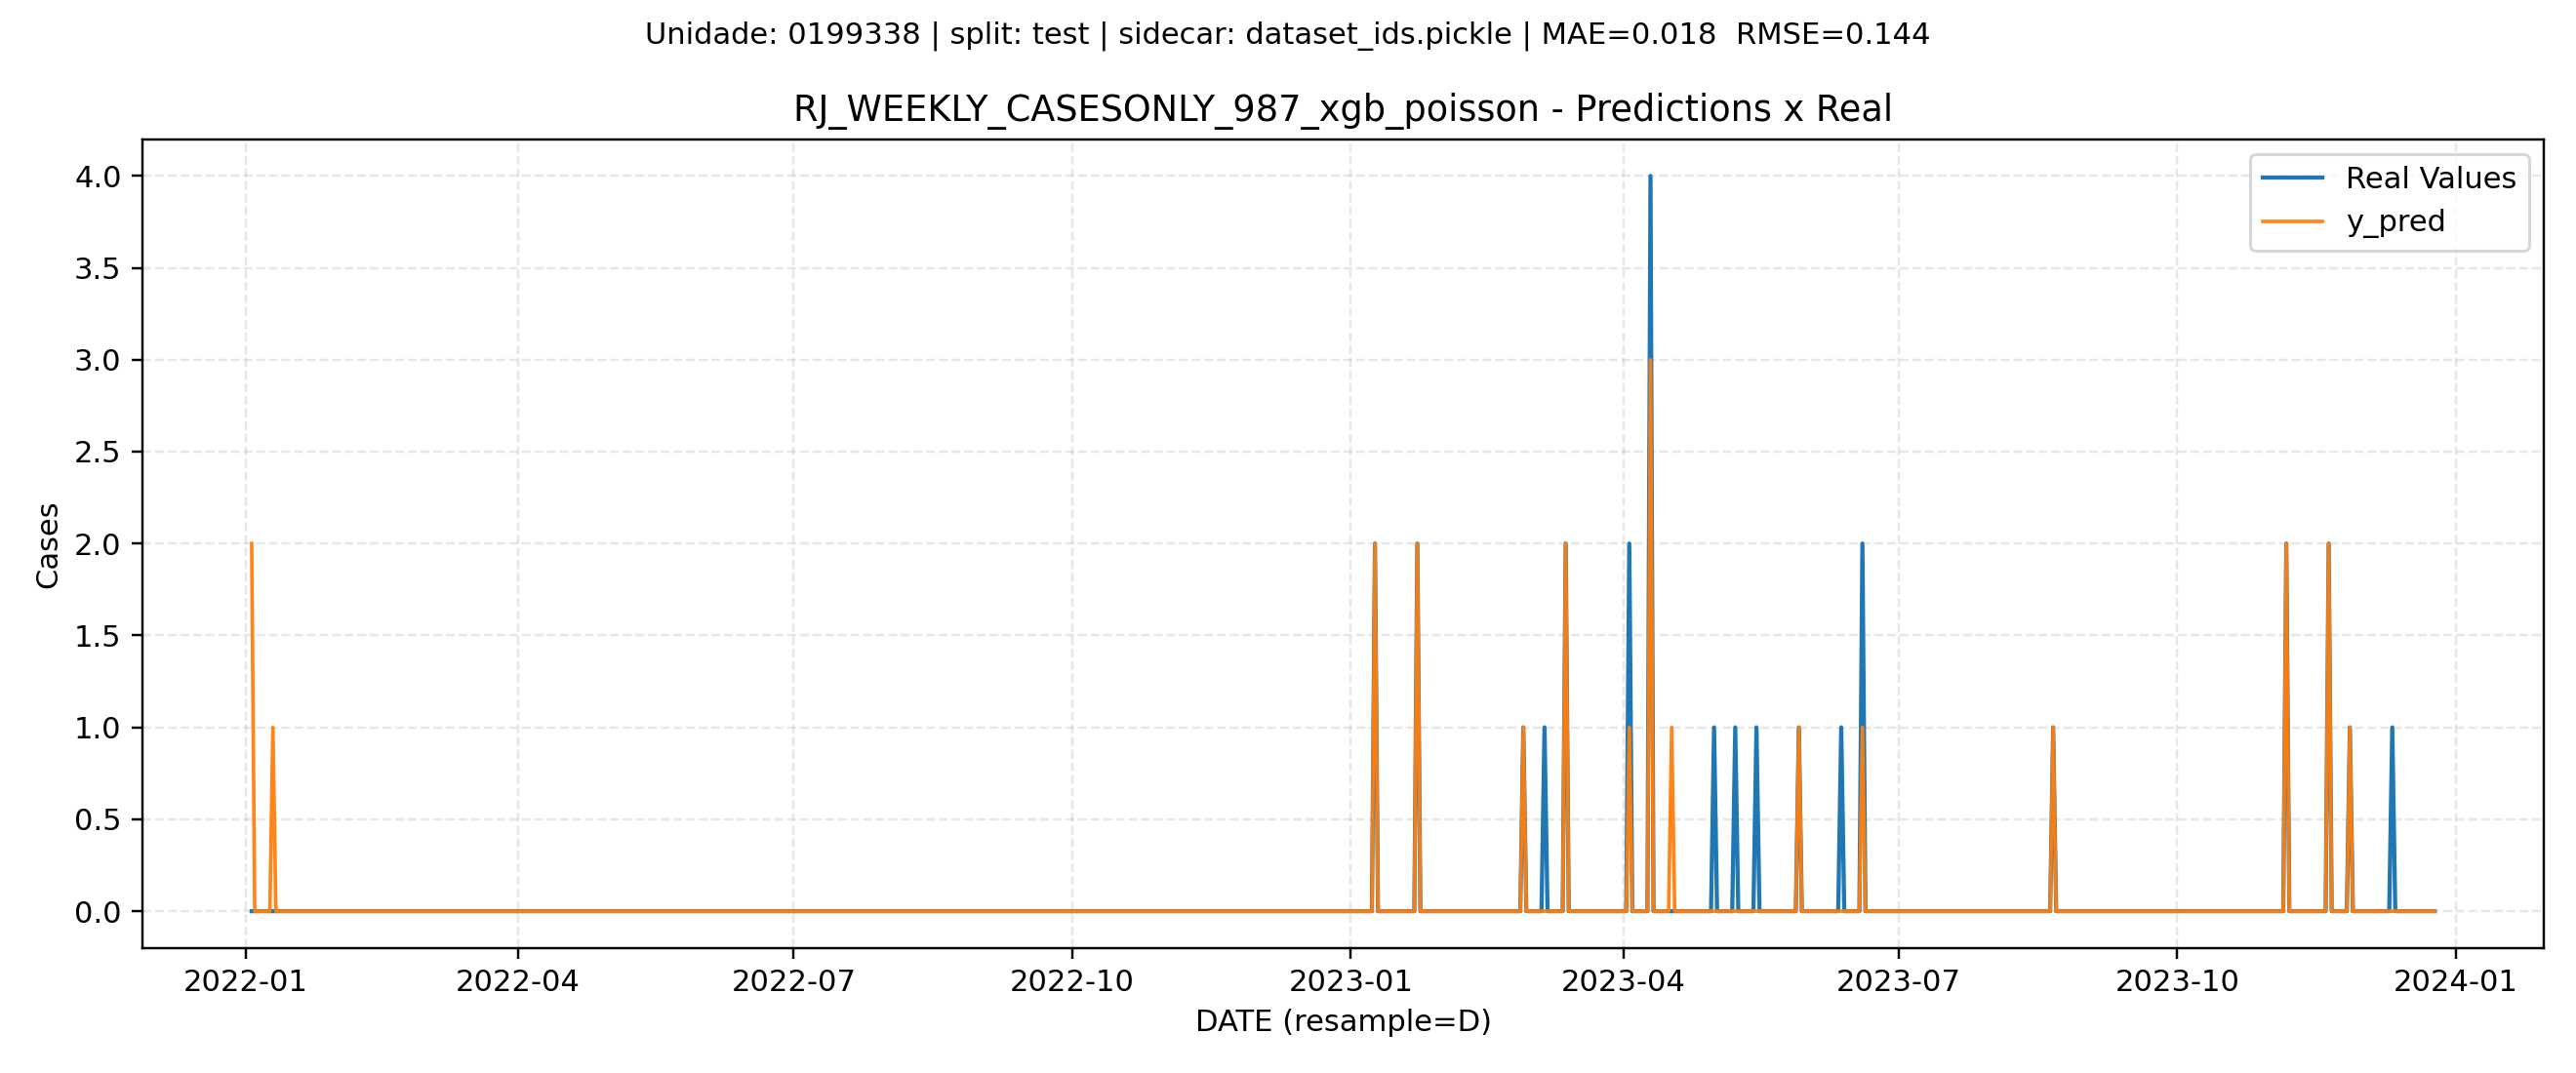 Unidade: 0199338 | split: test | sidecar: dataset_ids.pickle | MAE=0.018  RMSE=0.144
RJ_WEEKLY_CASESONLY_987_xgb_poisson - Predictions x Real
Real Values
y_pred
4.0
3.5
3.0
2.5
2.0
1.5
1.0
0.5
0.0
Cases
2022-01 2022-04 2022-07 2022-10 2023-01 2023-04 2023-07 2023-10 2024-01
DATE (resample=D)